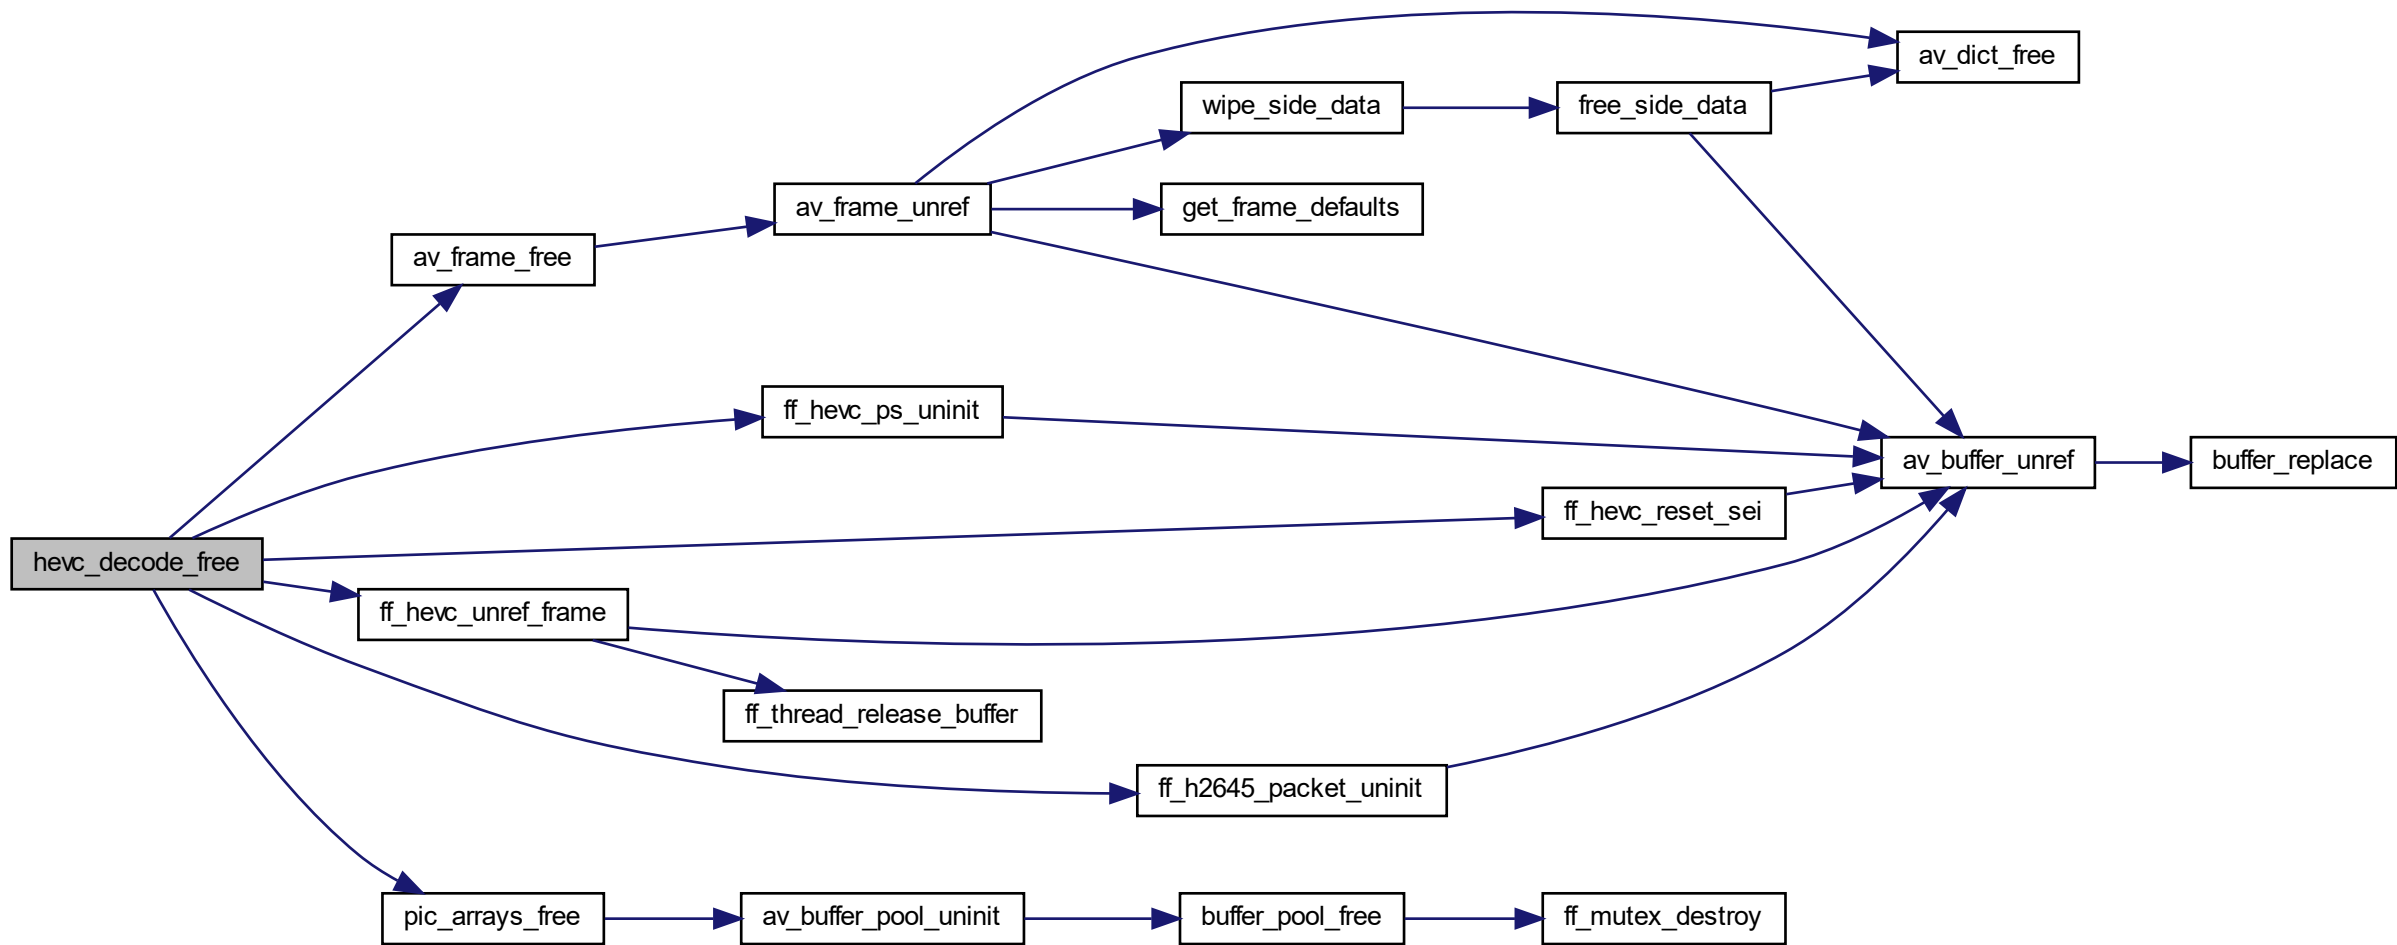 av_dict_free
wipe_side_data
free_side_data
av_frame_unref
get_frame_defaults
av_frame_free
ff_hevc_ps_uninit
av_buffer_unref
buffer_replace
ff_hevc_reset_sei
hevc_decode_free
ff_hevc_unref_frame
ff_thread_release_buffer
ff_h2645_packet_uninit
pic_arrays_free
av_buffer_pool_uninit
buffer_pool_free
ff_mutex_destroy